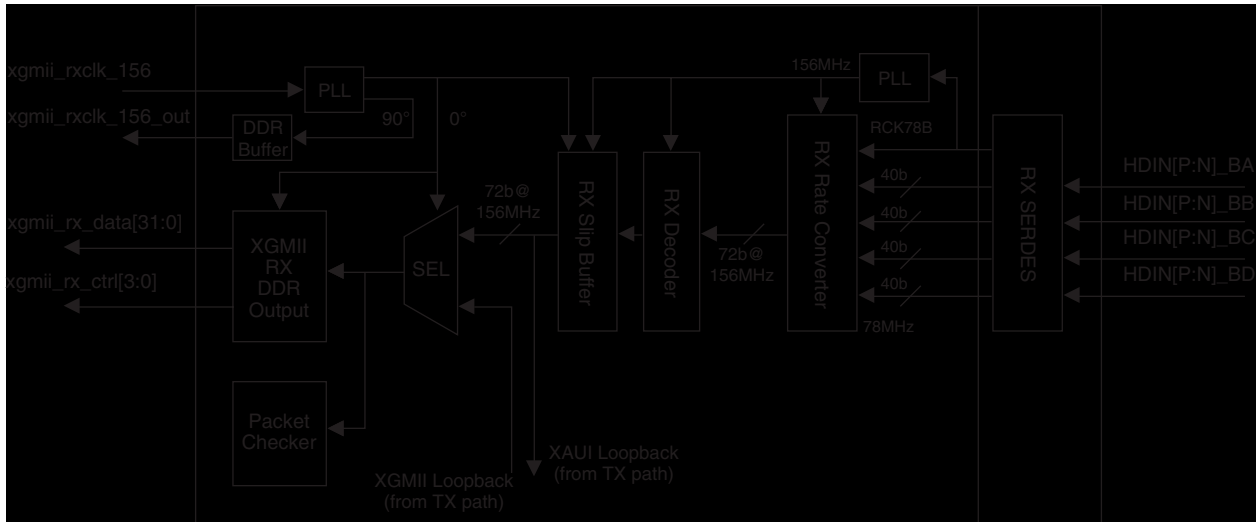 xgmii_rxclk_156
PLL
156MHz
PLL
xgmii_rxclk_156_out
DDR
Buffer
90°
0°
RCK78B
HDIN[P:N]_BA
40b
HDIN[P:N]_BB
40b
HDIN[P:N]_BC
40b
HDIN[P:N]_BD
40b
78MHz
RX SERDES
RX Rate Converter
72b@
156MHz
RX Decoder
RX Slip Buffer
72b@
156MHz
SEL
xgmii_rx_data[31:0]
xgmii_rx_ctrl[3:0]
XGMII
RX
DDR
Output
Packet
Checker
XGMII Loopback
(from TX path)
XAUI Loopback
(from TX path)